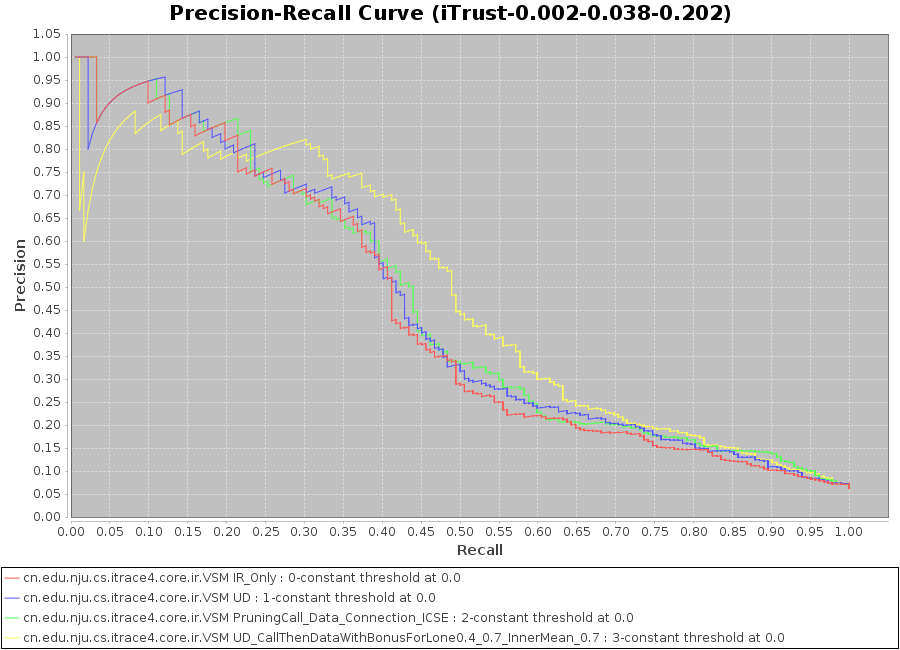 Precision-Recall Curve (iTrust-0.002-0.038-0.202)
1.05
1.00
0.95
0.90
0.85
0.80
0.75
0.70
0.65
0.60
0.55
0.50
0.45
0.40
0.35
0.30
0.25
0.20
0.15
0.10
0.05
0.00
Precision
0.00 0.05 0.10 0.15 0.20 0.25 0.30 0.35 0.40 0.45 0.50 0.55 0.60 0.65 0.70 0.75 0.80 0.85 0.90 0.95 1.00
Recall
cn.edu.nju.cs.itrace4.core.ir.VSM IR_Only : 0-constant threshold at 0.0
cn.edu.nju.cs.itrace4.core.ir.VSM UD : 1-constant threshold at 0.0
cn.edu.nju.cs.itrace4.core.ir.VSM PruningCall_Data_Connection_ICSE : 2-constant threshold at 0.0
cn.edu.nju.cs.itrace4.core.ir.VSM UD_CallThenDataWithBonusForLone0.4_0.7_InnerMean_0.7 : 3-constant threshold at 0.0